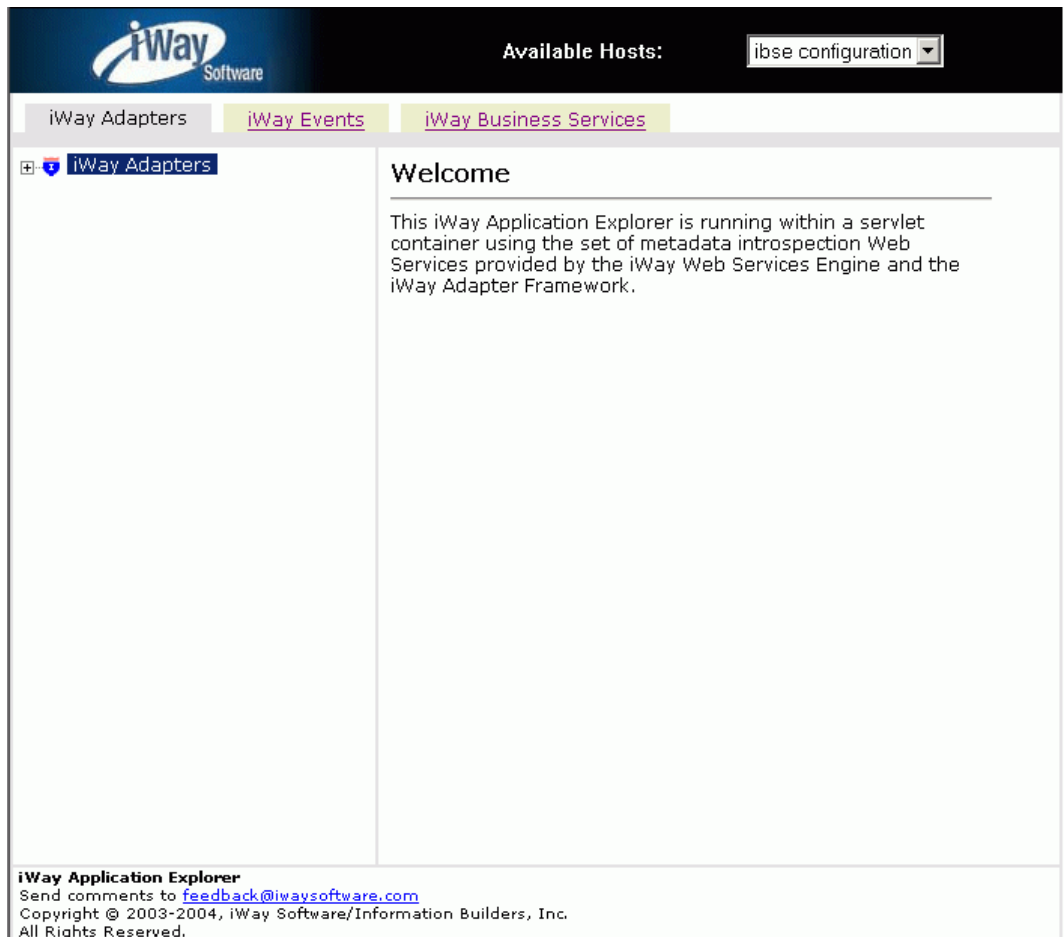 iWay
Software
Available Hosts:
ibse configuration
iWay Adapters
iWay Events
iWay Business Services
iWay Adapters
Welcome
This iWay Application Explorer is running within a servlet
container using the set of metadata introspection Web
Services provided by the iWay Web Services Engine and the
iWay Adapter Framework.
iWay Application Explorer
Send comments to feedback@iwaysoftware.com
Copyright © 2003-2004, iWay Software/Information Builders, Inc.
All Rights Reserved.